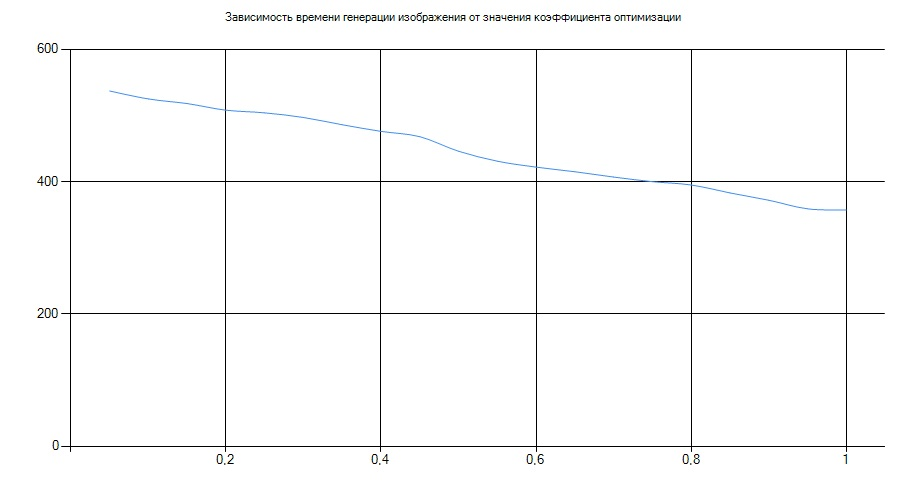 Зависимость времени генерации изображения от значения коэффициента оптимизации
600
400
200
0
0,2 0,4 0,6 0,8 1